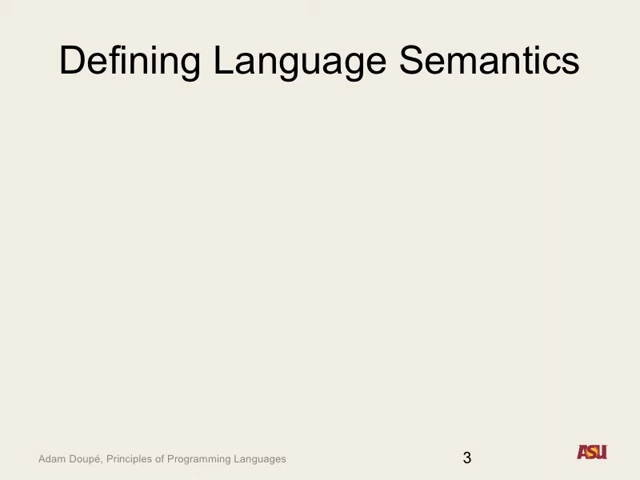 Defining Language Semantics
Adam Doupé, Principles of Programming Languages
3
ASU